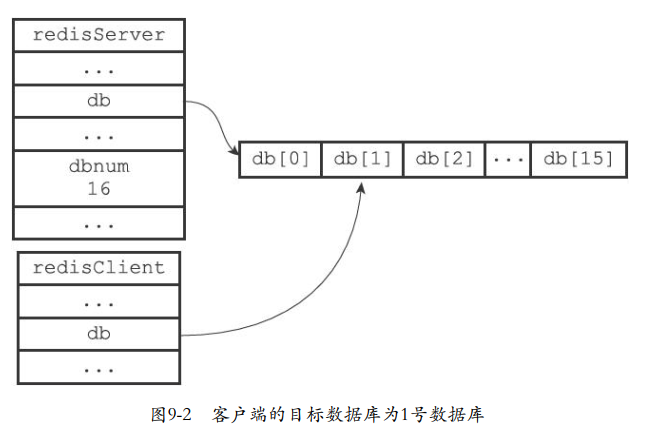 redisServer
...
db
...
dbnum
16
...
db[0] db[1] db[2] ... db[15]
redisClient
...
db
...
图9-2 客户端的目标数据库为1号数据库